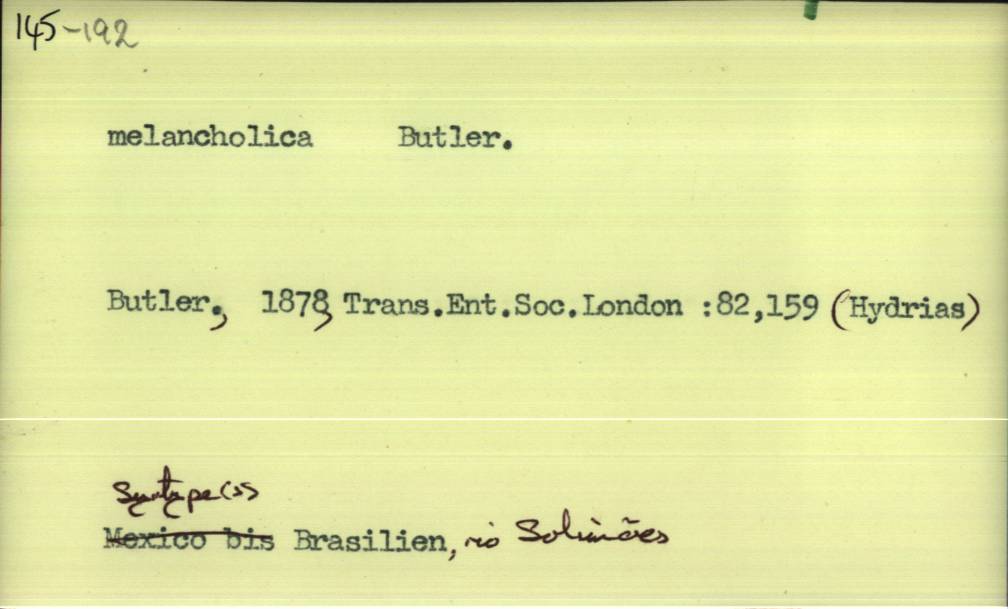 145-192
melancholica Butler.
Butler., 1878, Trans.Ent.Soc.London :82,159 (Hydrias)
Syntype(s)
Mexico bis Brasilien, rio Solimões